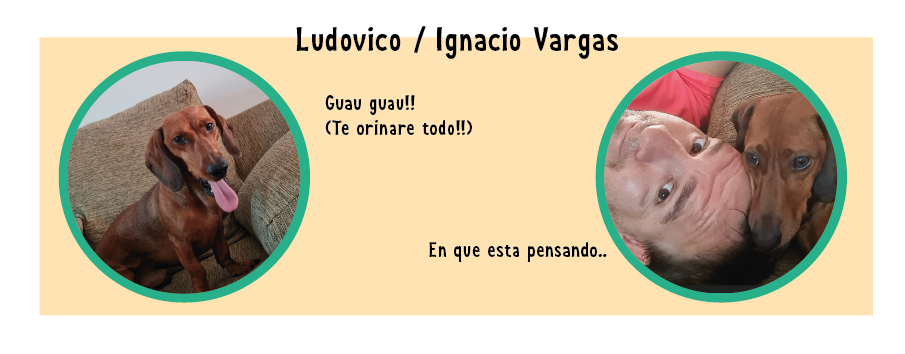 Ludovico / Ignacio Vargas
Guau guau!!
(Te orinare todo!!)
En que esta pensando..